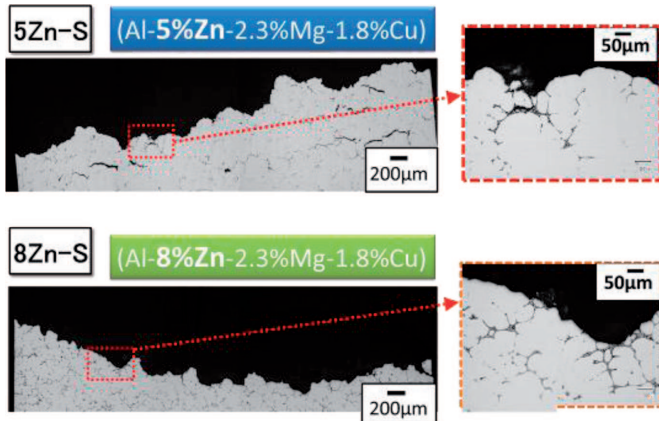 5Zn-S
(Al-5%Zn-2.3%Mg-1.8%Cu)
50μm
200μm
8Zn-S
(Al-8%Zn-2.3%Mg-1.8%Cu)
50μm
200μm